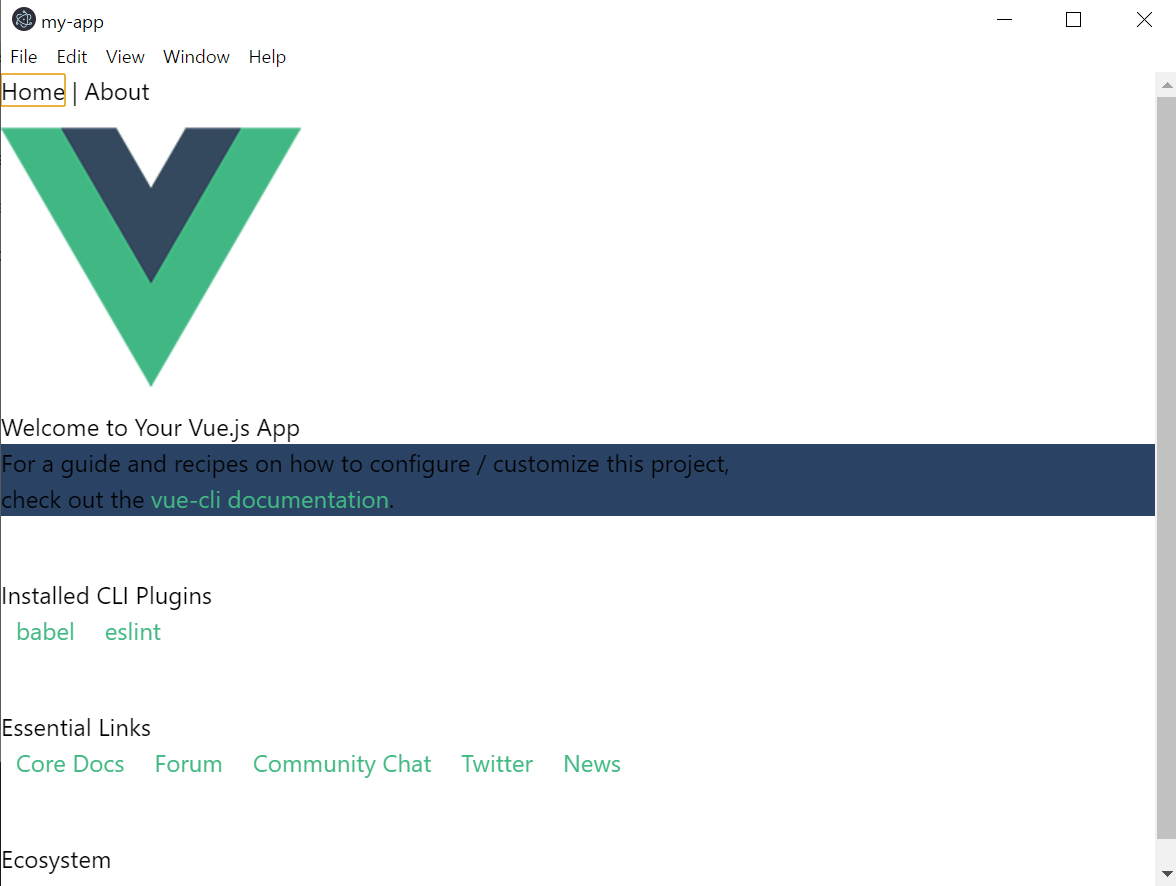 my-app
File Edit View Window Help
Home | About
Welcome to Your Vue.js App
For a guide and recipes on how to configure / customize this project,
check out the vue-cli documentation.
Installed CLI Plugins
babel eslint
Essential Links
Core Docs Forum Community Chat Twitter News
Ecosystem